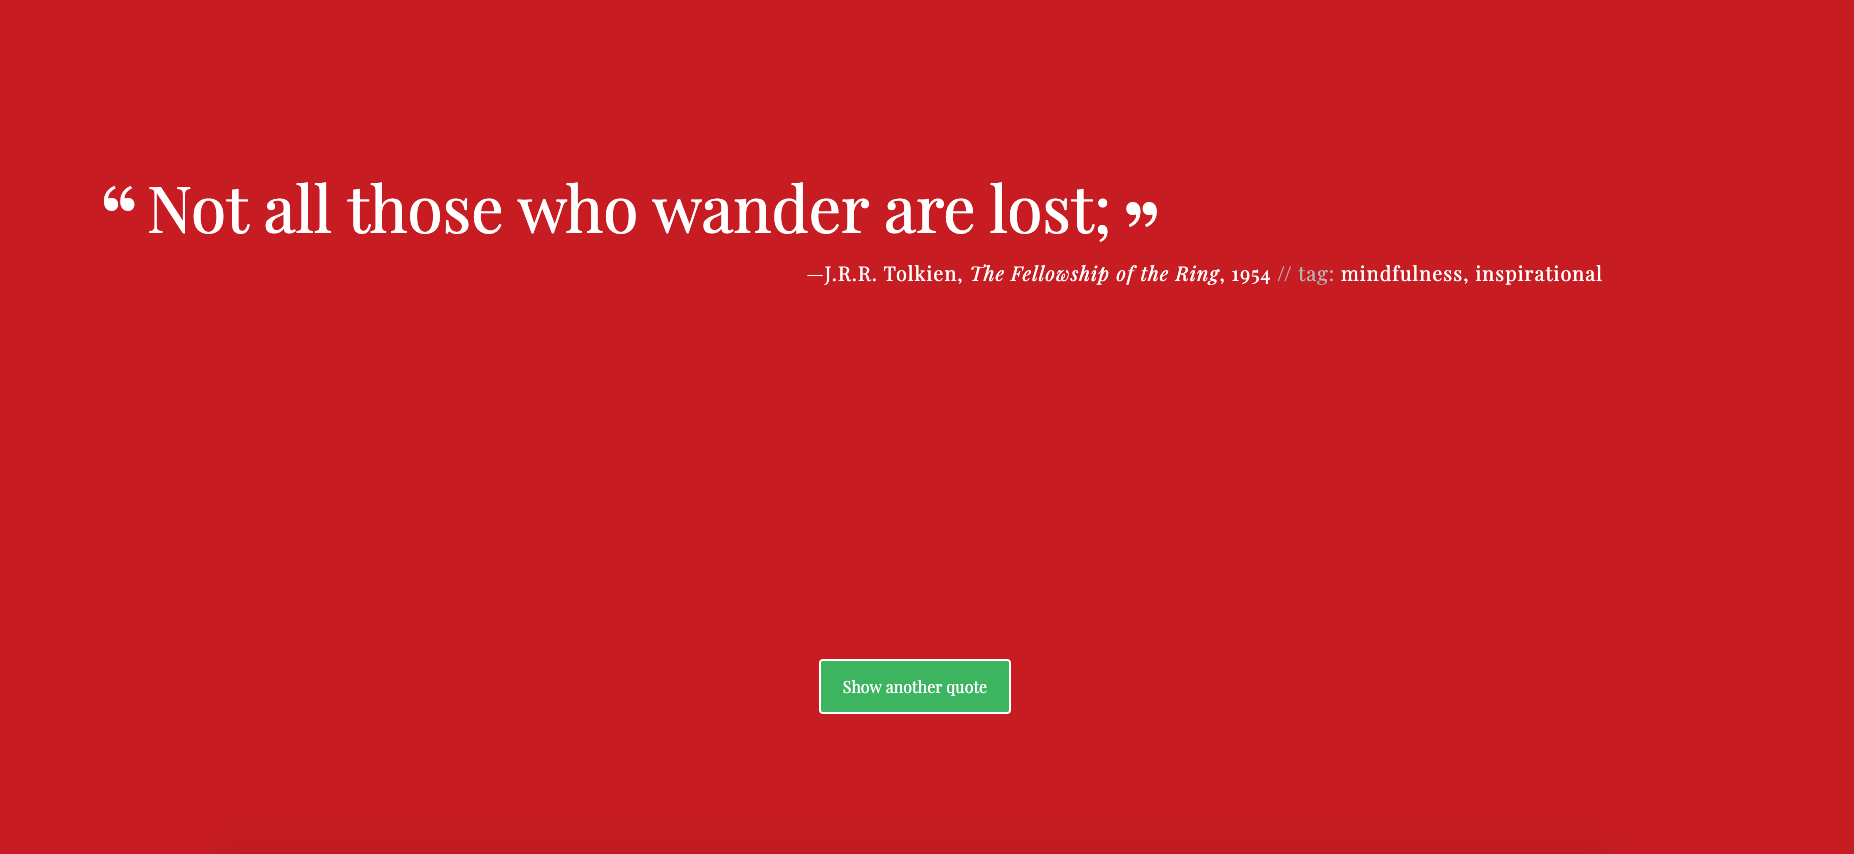 “ Not all those who wander are lost; ”
—J.R.R. Tolkien, The Fellowship of the Ring, 1954 // tag: mindfulness, inspirational
Show another quote